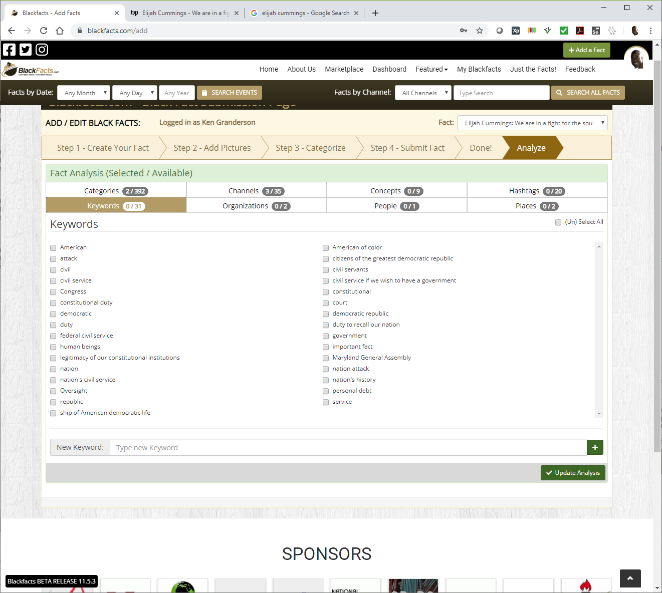 Blackfacts - Add Facts
Elijah Cummings - We are in a fig
elijah cummings - Google Search
blackfacts.com/add
Add a Fact
BlackFacts.com
Home About Us Marketplace Dashboard Featured My Blackfacts Just the Facts! Feedback
Facts by Date: Any Month Any Day Any Year SEARCH EVENTS Facts by Channel: All Channels Type Search SEARCH ALL FACTS
ADD / EDIT BLACK FACTS: Logged in as Ken Granderson Fact: Elijah Cummings: We are in a fight for the sou
Step 1 - Create Your Fact Step 2 - Add Pictures Step 3 - Categorize Step 4 - Submit Fact Done! Analyze
Fact Analysis (Selected / Available)
Categories 2 / 392 Channels 3 / 35 Concepts 0 / 9 Hashtags 0 / 20
Keywords 0 / 31 Organizations 0 / 2 People 0 / 1 Places 0 / 2
Keywords (Un) Select All
American American of color
attack citizens of the greatest democratic republic
civil civil servants
civil service civil service if we wish to have a government
Congress constitutional
constitutional duty court
democratic democratic republic
duty duty to recall our nation
federal civil service government
human beings important fact
legitimacy of our constitutional institutions Maryland General Assembly
nation nation attack
nation's civil service nation's history
Oversight personal debt
republic service
ship of American democratic life
New Keyword: Type new Keyword +
Update Analysis
SPONSORS
Blackfacts BETA RELEASE 11.5.3
NATIONAL